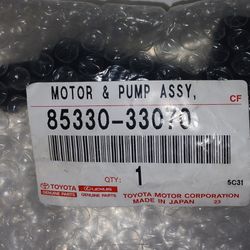 MOTOR & PUMP ASSY,
CF
85330-33070
QTY:
1
5C31
TOYOTA LEXUS
GENUINE PARTS GENUINE PARTS
TOYOTA MOTOR CORPORATION
MADE IN JAPAN 23